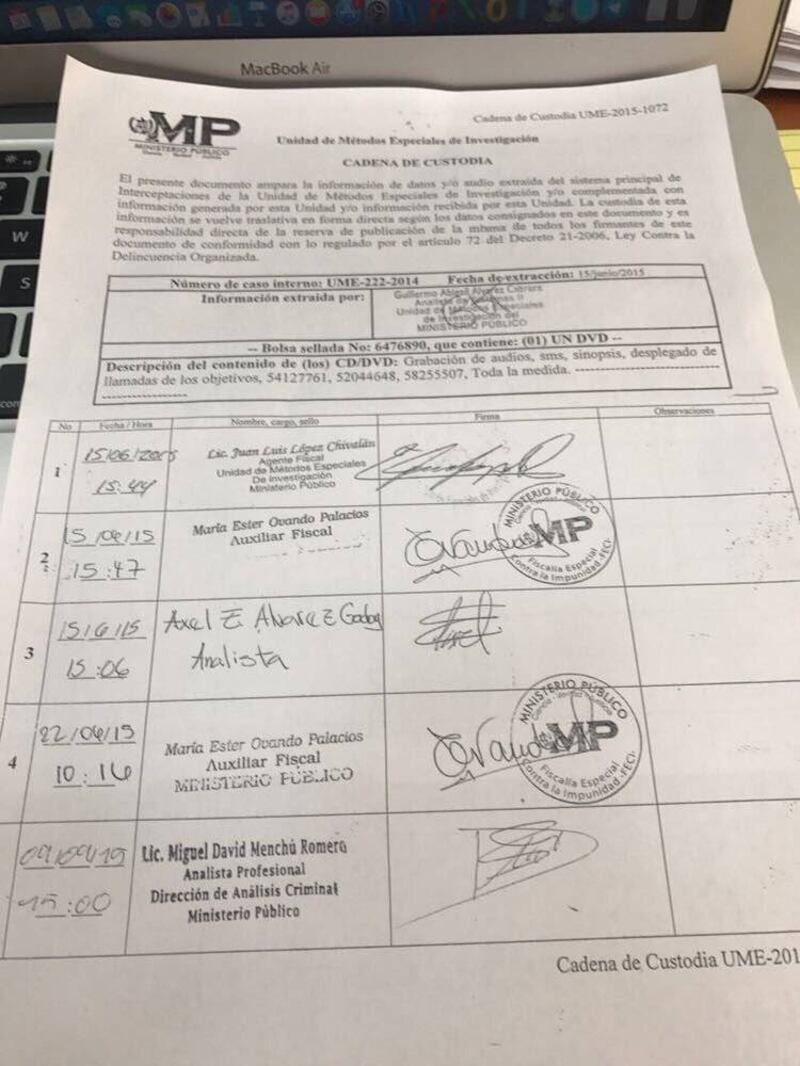 MacBook Air
MP
MINISTERIO PÚBLICO
Cadena de Custodia UME-2015-1072
Unidad de Métodos Especiales de Investigación
CADENA DE CUSTODIA
El presente documento ampara la información de datos y/o audio extraida del sistema principal de
Interceptaciones de la Unidad de Métodos Especiales de Investigación y/o complementada con
información generada por esta Unidad y/o información recibida por esta Unidad. La custodia de esta
información se vuelve traslativa en forma directa según los datos consignados en este documento y es
responsabilidad directa de la reserva de publicación de la misma de todos los firmantes de este
documento de conformidad con lo regulado por el artículo 72 del Decreto 21-2006, Ley Contra la
Delincuencia Organizada.
Número de caso interno: UME-222-2014 Fecha de extracción: 15/junio/2015
Información extraida por:
Guillermo Abigail Alvarez
Analista de II
Unidad de Métodos Especiales
de Investigación del
MINISTERIO PÚBLICO
-- Bolsa sellada No: 6476890, que contiene: (01) UN DVD --
Descripción del contenido de (los) CD/DVD: Grabación de audios, sms, sinopsis, desplegado de
llamadas de los objetivos, 54127761, 52044648, 58255507, Toda la medida. ------------------------------
No Fecha / Hora Nombre, cargo, sello Firma Observaciones
1
15/06/2015
15:44
Lic. Juan Luis López Chivalán
Agente Fiscal
Unidad de Métodos Especiales
De Investigación
Ministerio Público
2
15/06/15
15:47
María Ester Ovando Palacios
Auxiliar Fiscal
MINISTERIO PÚBLICO
MP
Fiscalía Especial
Contra la Impunidad -FECI-
3
15/6/15
15:06
Axel E Alvarez Godoy
Analista
4
22/06/15
10:16
María Ester Ovando Palacios
Auxiliar Fiscal
MINISTERIO PÚBLICO
MINISTERIO PÚBLICO
MP
Fiscalía Especial
Contra la Impunidad -FECI-
15:00
Lic. Miguel David Menchú Romero
Analista Profesional
Dirección de Análisis Criminal
Ministerio Público
Cadena de Custodia UME-201